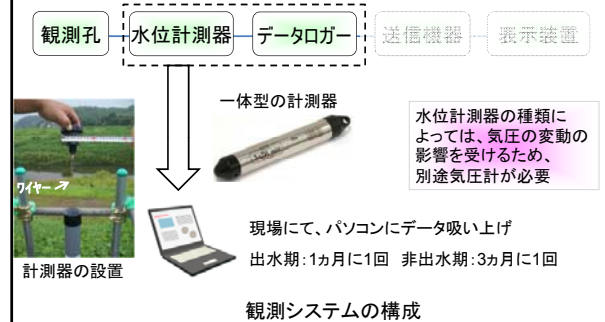 観測孔
水位計測器
データロガー
送信機器
表示装置
一体型の計測器
水位計測器の種類に
よっては、気圧の変動の
影響を受けるため、
別途気圧計が必要
ワイヤー→
計測器の設置
現場にて、パソコンにデータ吸い上げ
出水期:1ヵ月に1回 非出水期:3ヵ月に1回
観測システムの構成